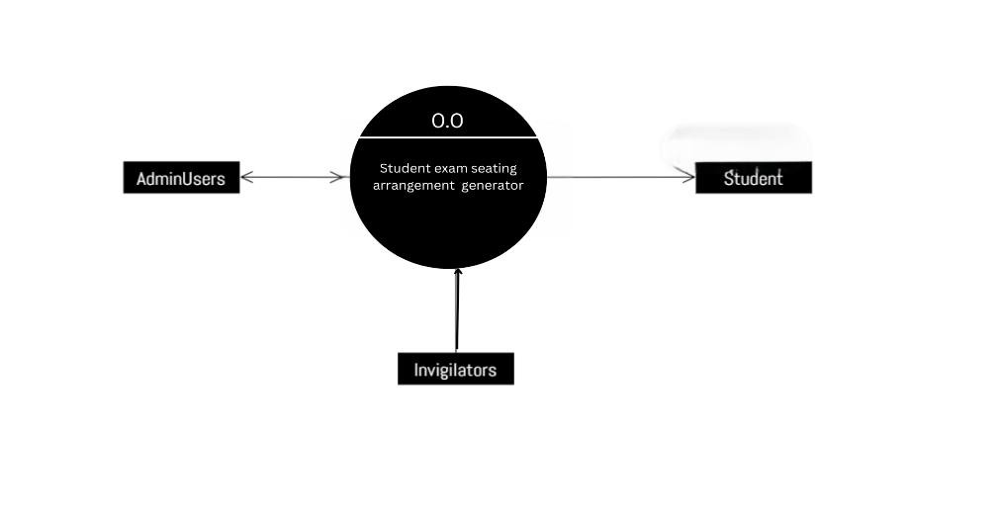 0.0
Student exam seating
arrangement generator
AdminUsers
Student
Invigilators